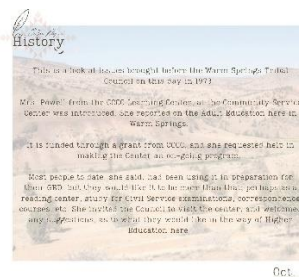 History
This is a look at issues brought before the Warm Springs Tribal
Council on this day in 1973.
Mrs. Powell from the COCC Learning Center, at the Community Service
Center was introduced. She reported on the Adult Education here in
Warm Springs.
It is funded through a grant from COCC, and she requested help in
making the Center an on-going program.
Most people to date, she said, had been using it in preparation for
their GED, but they would like it to be more than that, perhaps as a
reading center, study for Civil Service examinations, correspondence
courses, etc. She invited the Council to visit the center, and welcomed
any suggestions, as to what they would like in the way of Higher
Education here.
Oct.